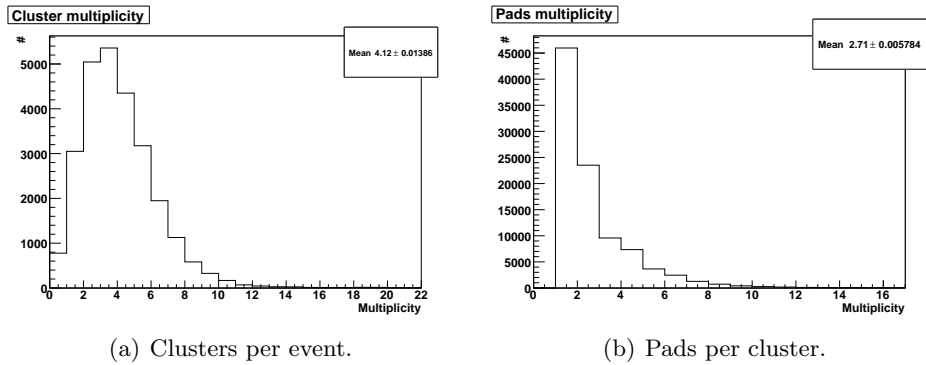 Cluster multiplicity
#
Mean 4.12 ± 0.01386
5000
4000
3000
2000
1000
0
0 2 4 6 8 10 12 14 16 18 20 22
Multiplicity
(a) Clusters per event.
Pads multiplicity
#
Mean 2.71 ± 0.005784
45000
40000
35000
30000
25000
20000
15000
10000
5000
0
0 2 4 6 8 10 12 14 16
Multiplicity
(b) Pads per cluster.